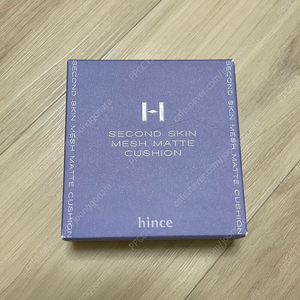 SECOND SKIN MESH MATTE CUSHION
H
SECOND SKIN
MESH MATTE
CUSHION
hince
SECOND SKIN MESH MATTE CUSHION